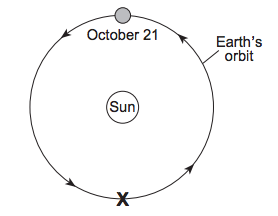 October 21
Earth's
orbit
Sun
X